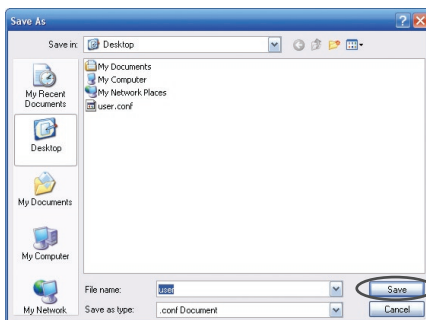 Save As
Save in: Desktop
My Recent Documents
Desktop
My Documents
My Computer
My Network
My Documents
My Computer
My Network Places
user.conf
File name: user
Save
Save as type: .conf Document
Cancel